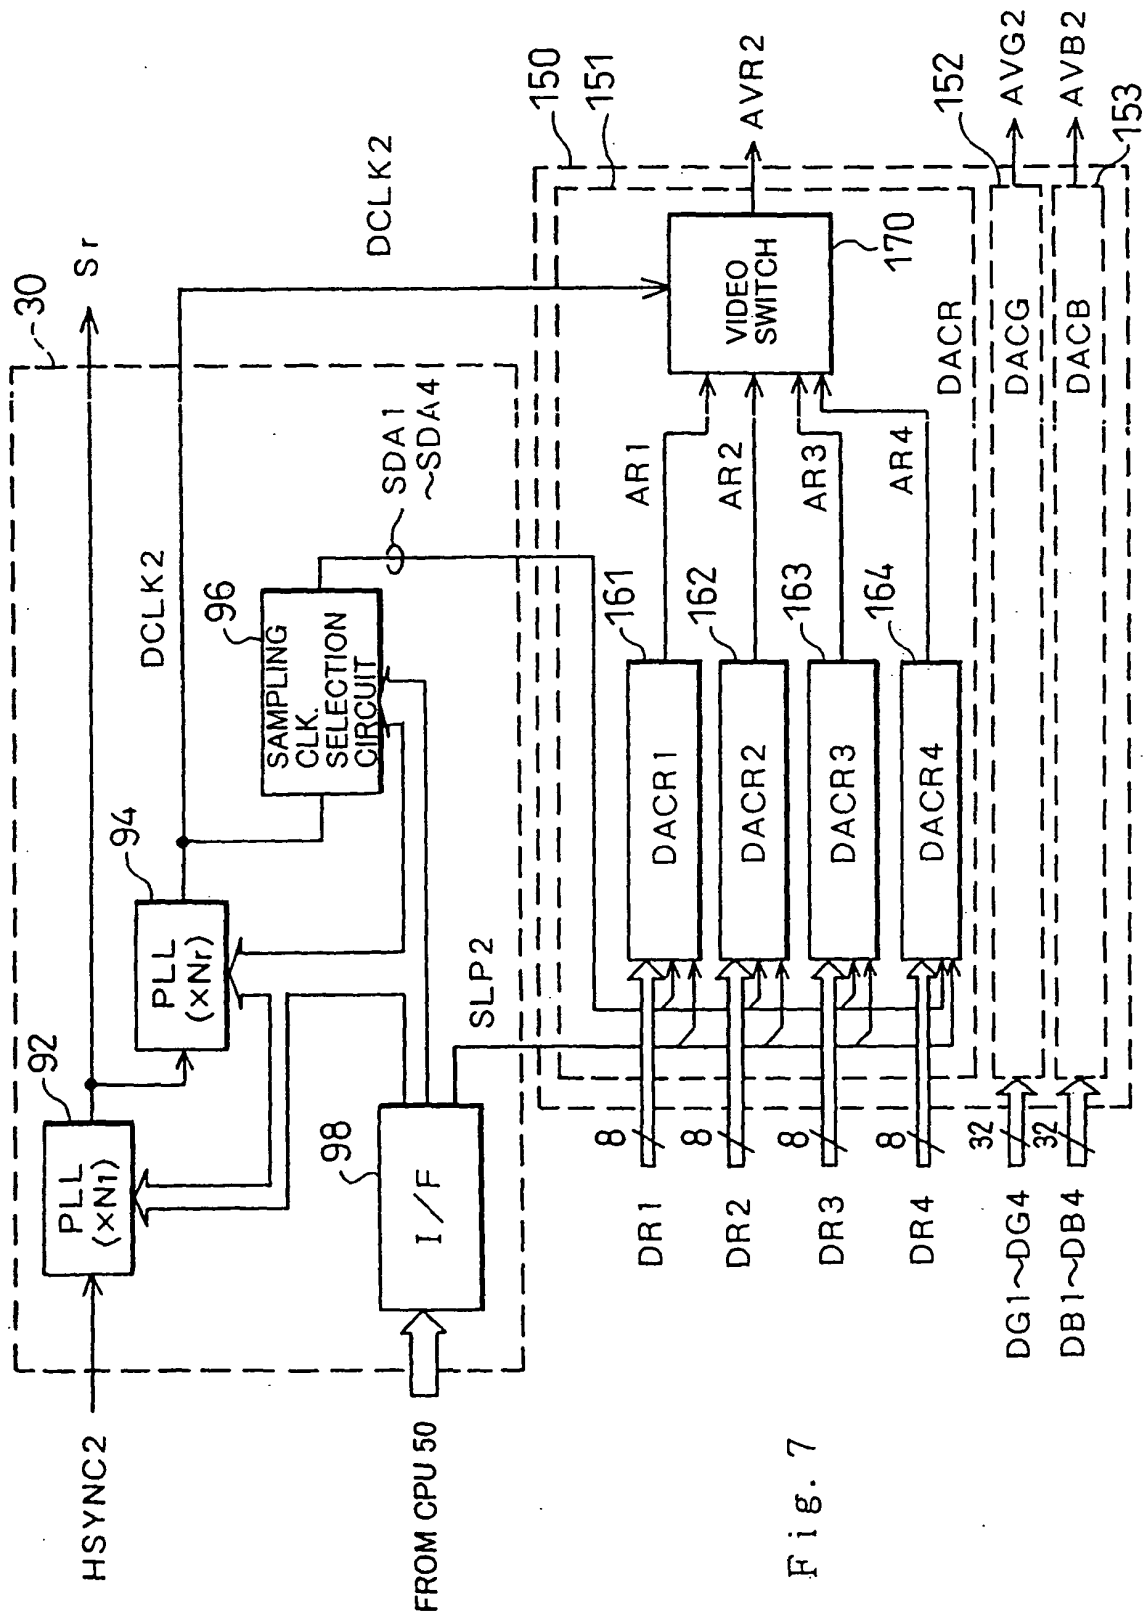 HSYNC2
92
PLL
(×N1)
94
PLL
(×Nr)
DCLK2
30
Sr
96
SAMPLING
CLK.
SELECTION
CIRCUIT
DCLK2
FROM CPU 50
98
I/F
SLP2
SDA1
~SDA4
150
151
DR1
8
DACR1
161
AR1
DR2
8
DACR2
162
AR2
DR3
8
DACR3
163
AR3
DR4
8
DACR4
164
AR4
VIDEO
SWITCH
170
AVR2
DACR
152
DG1~DG4
32
DACG
AVG2
DB1~DB4
32
DACB
AVB2
153
Fig. 7